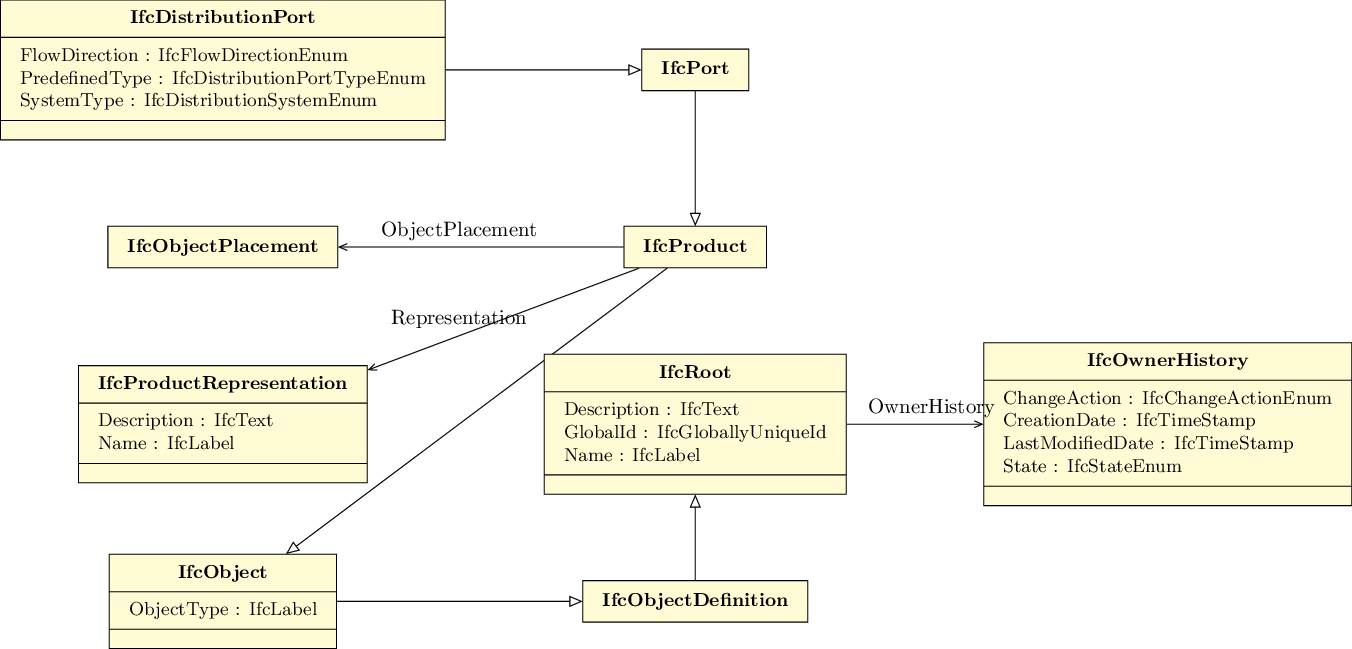 IfcDistributionPort
FlowDirection : IfcFlowDirectionEnum
PredefinedType : IfcDistributionPortTypeEnum
SystemType : IfcDistributionSystemEnum
IfcPort
ObjectPlacement
IfcObjectPlacement
IfcProduct
Representation
IfcProductRepresentation
Description : IfcText
Name : IfcLabel
IfcRoot
Description : IfcText
GlobalId : IfcGloballyUniqueId
Name : IfcLabel
OwnerHistory
IfcOwnerHistory
ChangeAction : IfcChangeActionEnum
CreationDate : IfcTimeStamp
LastModifiedDate : IfcTimeStamp
State : IfcStateEnum
IfcObject
ObjectType : IfcLabel
IfcObjectDefinition